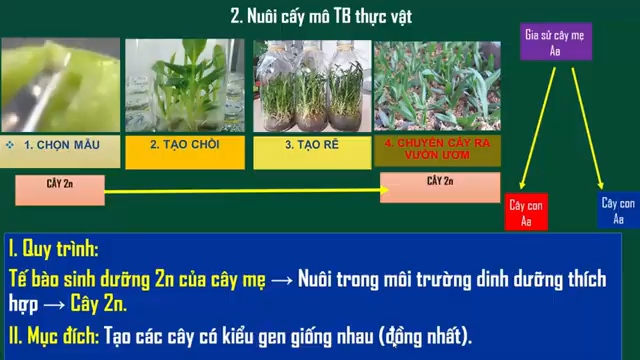 2. Nuôi cấy mô TB thực vật
Gia sử cây mẹ
Aa
1. CHỌN MẪU
2. TẠO CHỒI
3. TẠO RỄ
4. CHUYỂN CÂY RA
VƯỜN ƯƠM
CÂY 2n
CÂY 2n
Cây con
Aa
Cây con
Aa
I. Quy trình:
Tế bào sinh dưỡng 2n của cây mẹ → Nuôi trong môi trường dinh dưỡng thích
hợp → Cây 2n.
II. Mục đích: Tạo các cây có kiểu gen giống nhau (đồng nhất).